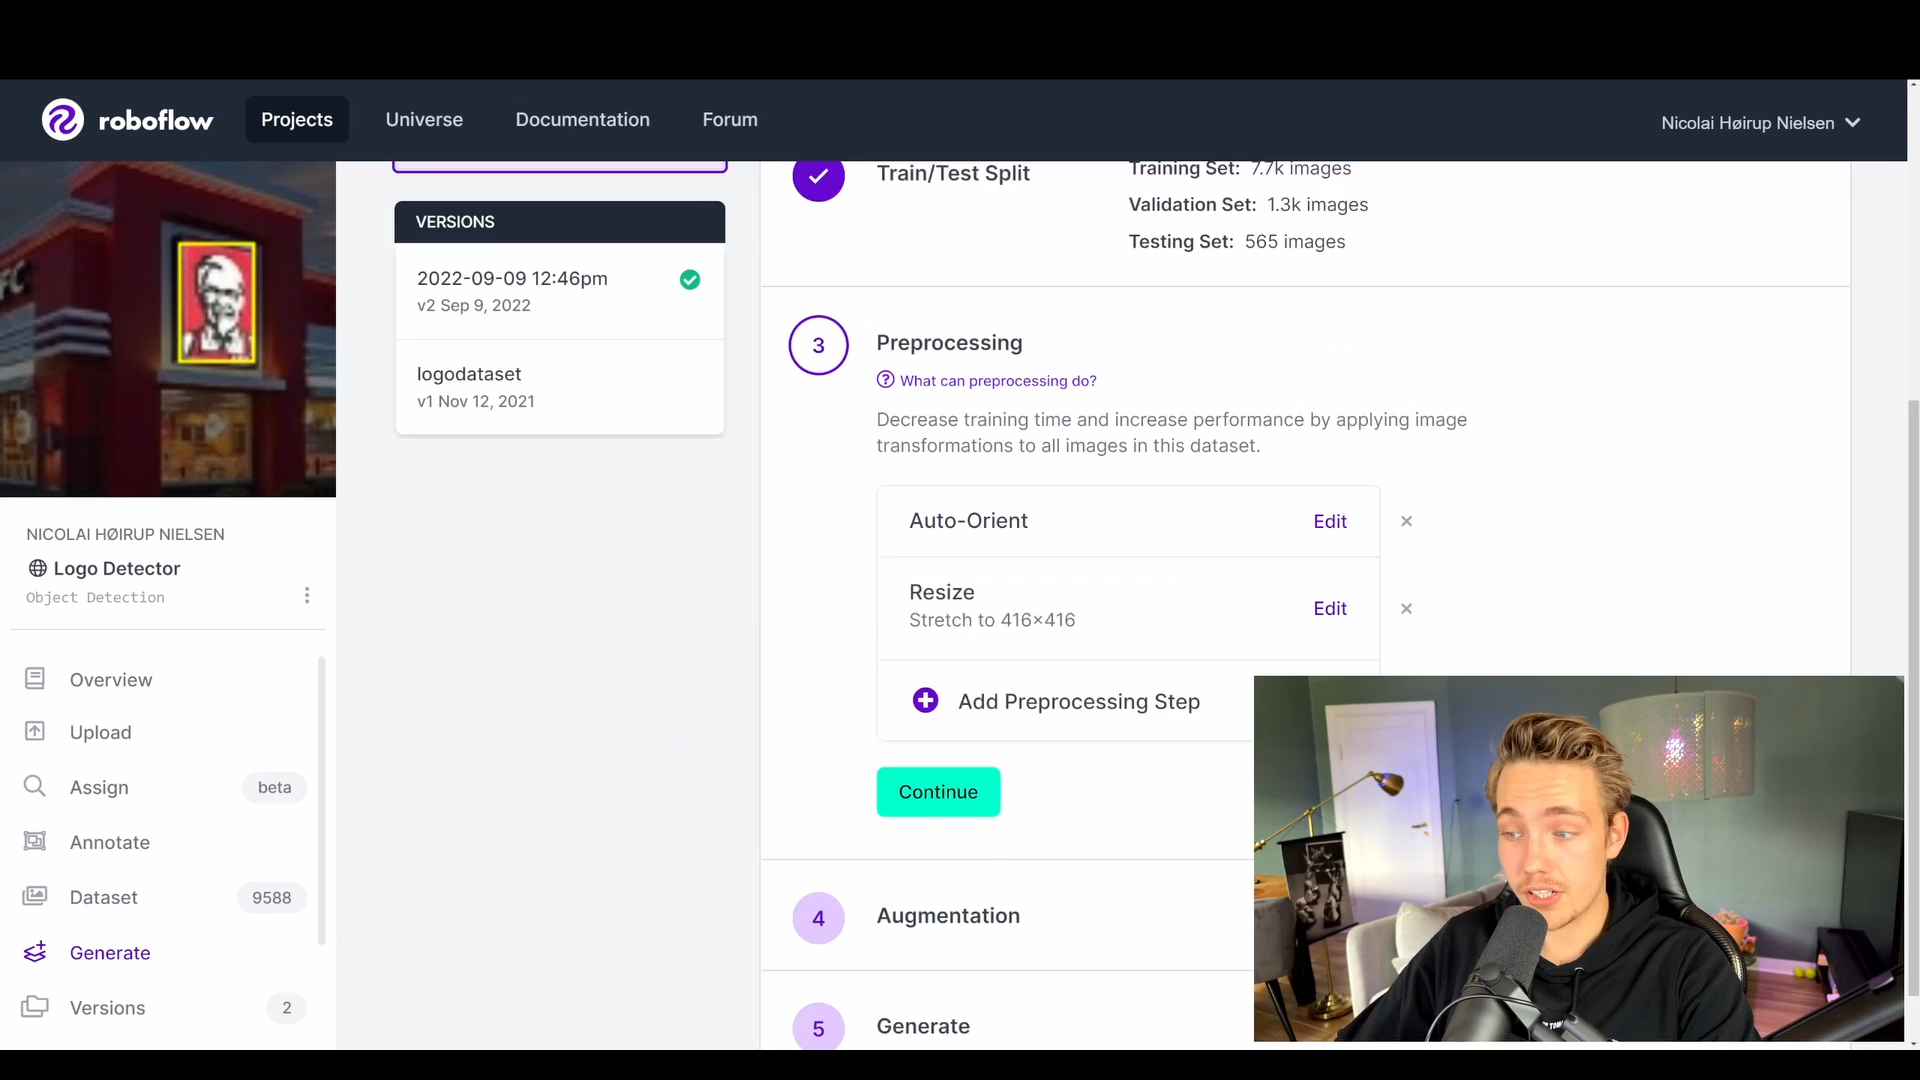 roboflow
Projects
Universe
Documentation
Forum
Nicolai Høirup Nielsen
NICOLAI HØIRUP NIELSEN
Logo Detector
Object Detection
Overview
Upload
Assign
beta
Annotate
Dataset
9588
Generate
Versions
2
VERSIONS
2022-09-09 12:46pm
v2 Sep 9, 2022
logodataset
v1 Nov 12, 2021
Train/Test Split
Training Set: 7.7k images
Validation Set: 1.3k images
Testing Set: 565 images
3
Preprocessing
What can preprocessing do?
Decrease training time and increase performance by applying image
transformations to all images in this dataset.
Auto-Orient
Edit
Resize
Stretch to 416×416
Edit
Add Preprocessing Step
Continue
4
Augmentation
5
Generate